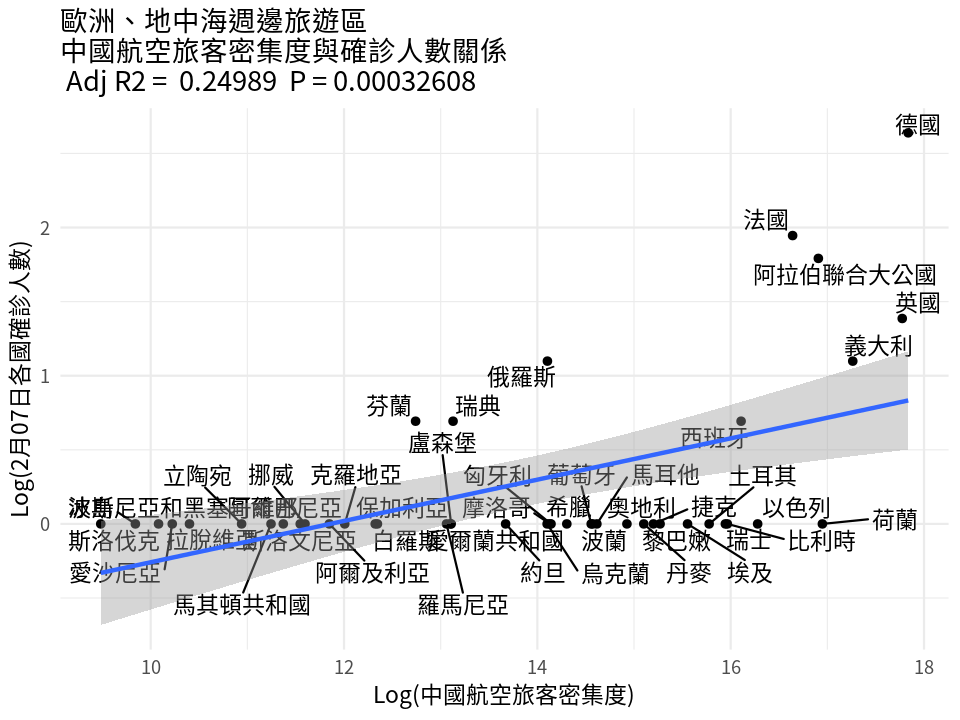 歐洲、地中海週邊旅遊區
中國航空旅客密集度與確診人數關係
Adj R2 = 0.24989 P = 0.00032608
Log(2月07日各國確診人數)
2
1
0
德國
法國
阿拉伯聯合大公國
英國
義大利
俄羅斯
芬蘭
瑞典
盧森堡
西班牙
立陶宛
挪威
克羅地亞
匈牙利
葡萄牙
馬耳他
土耳其
波斯尼亞和黑塞哥維那
保加利亞
摩洛哥
希臘
奧地利
捷克
以色列
荷蘭
斯洛伐克
拉脫維亞
斯洛文尼亞
白羅斯
愛爾蘭共和國
波蘭
黎巴嫩
瑞士
比利時
愛沙尼亞
阿爾及利亞
約旦
烏克蘭
丹麥
埃及
馬其頓共和國
羅馬尼亞
10
12
14
16
18
Log(中國航空旅客密集度)